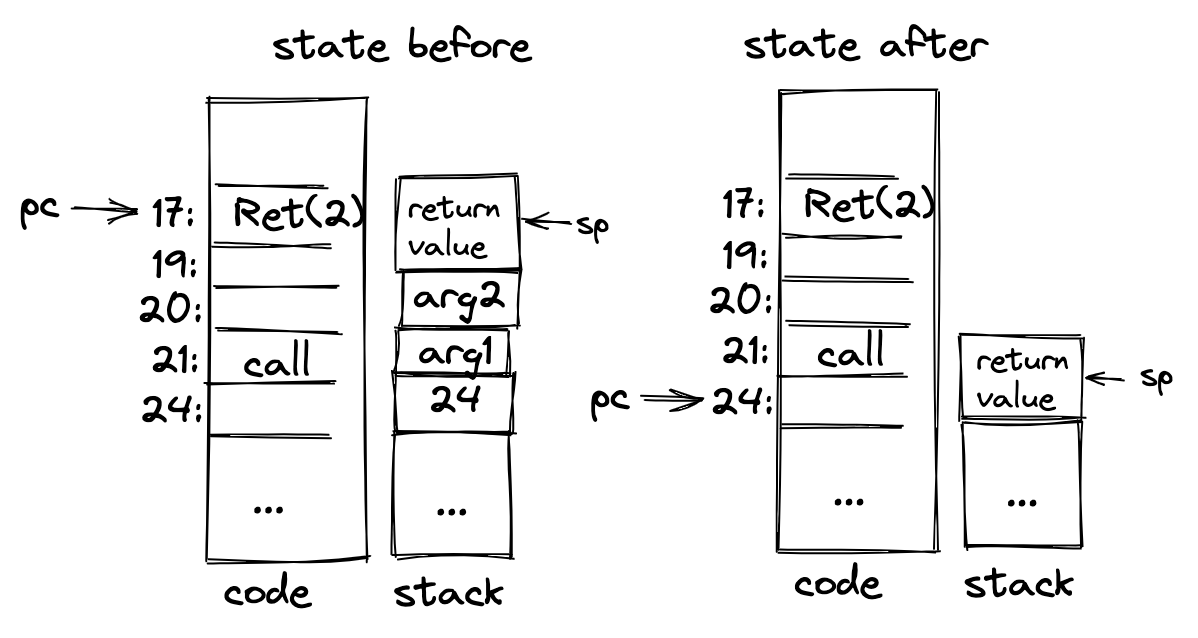 state before
pc
17:
Ret(2)
19:
20:
21:
call
24:
...
code
return
value
sp
arg2
arg1
24
...
stack
state after
17:
Ret(2)
19:
20:
21:
call
pc
24:
...
code
return
value
sp
...
stack